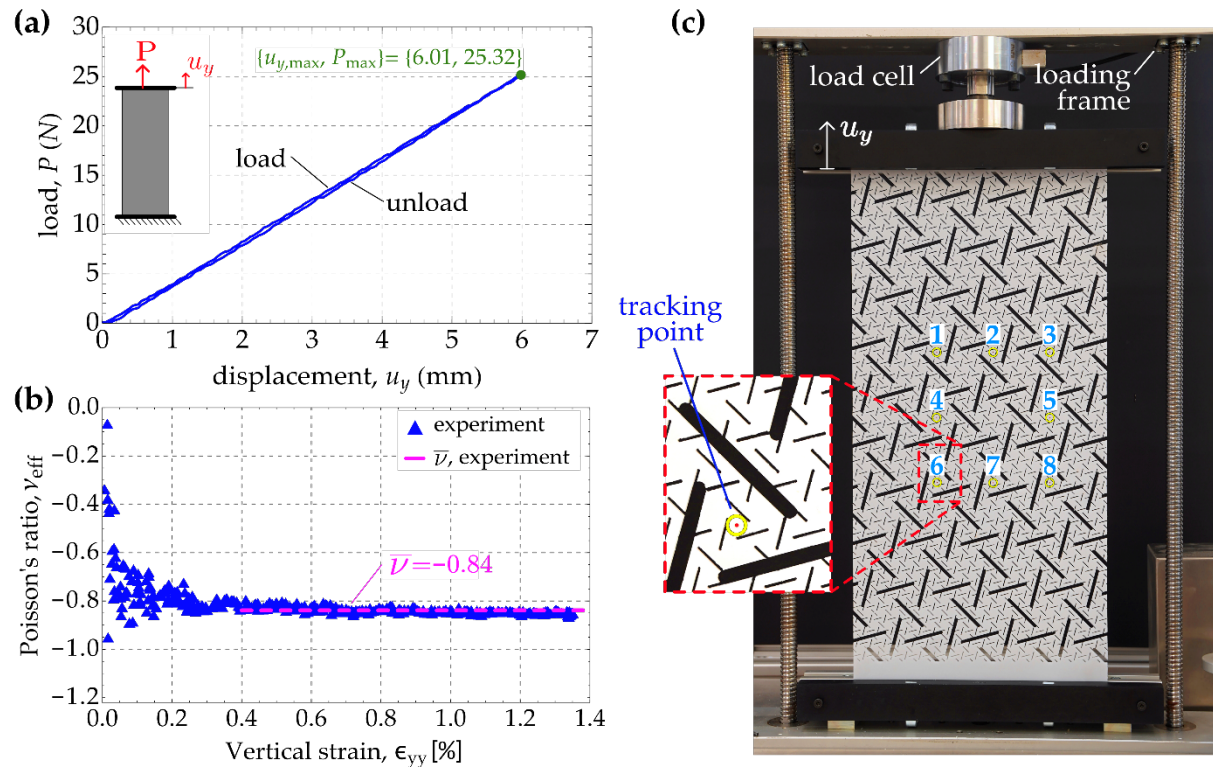 (a)
30
25
20
15
10
5
0
load, P (N)
P
u_y
{u_y,max, P_max}= {6.01, 25.32}
load
unload
0 1 2 3 4 5 6 7
displacement, u_y (mm)
(b)
0.0
−0.2
−0.4
−0.6
−0.8
−1.0
−1.2
Poisson's ratio, ν_eff
experiment
ν̅, experiment
ν̅=−0.84
0.0 0.2 0.4 0.6 0.8 1.0 1.2 1.4
Vertical strain, ϵ_yy [%]
(c)
load cell
loading
frame
u_y
tracking
point
1 2 3
4 5
6 7 8